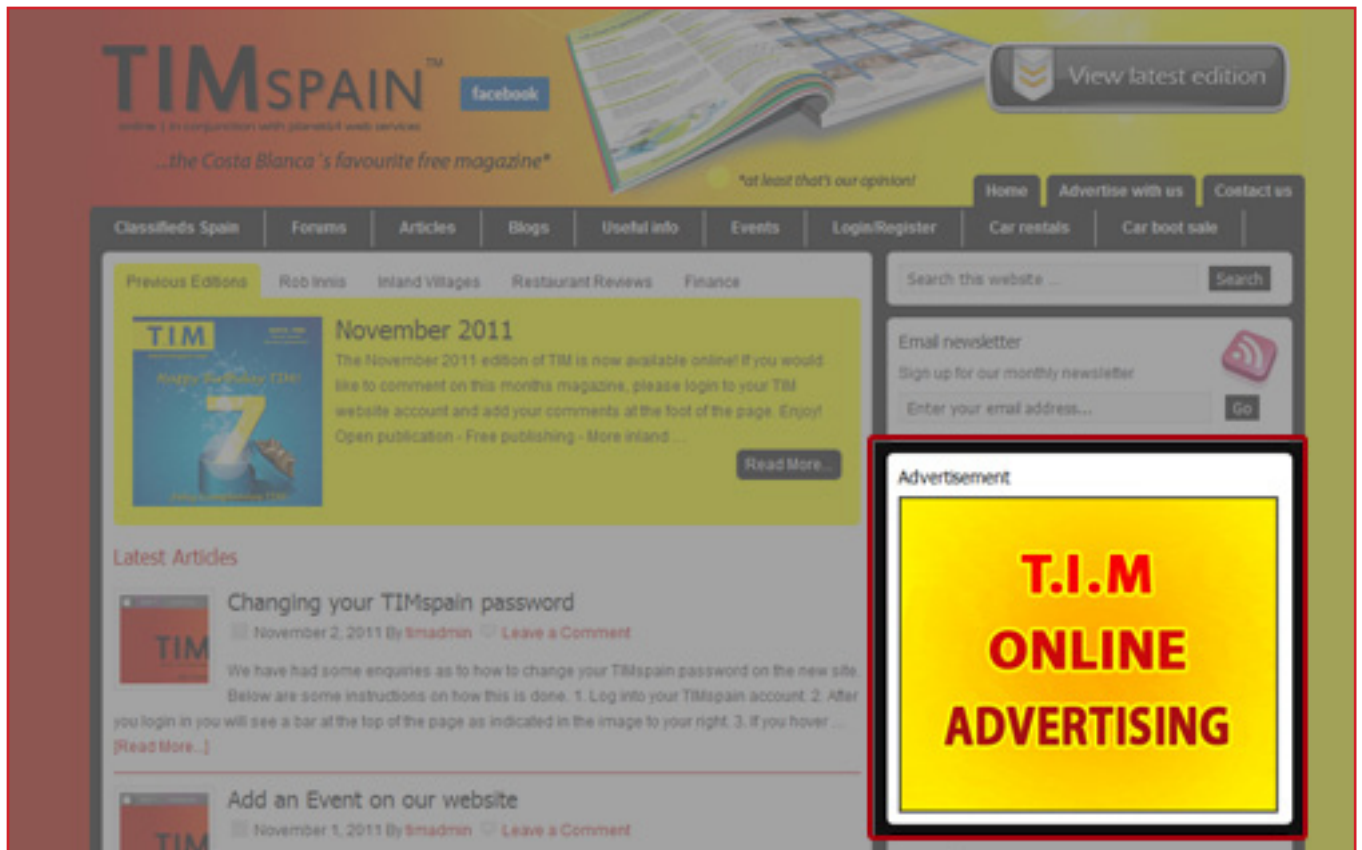 TIMSPAIN™
facebook
online | in conjunction with planetkit web services
...the Costa Blanca´s favourite free magazine*
*at least that's our opinion!
View latest edition
Home Advertise with us Contact us
Classifieds Spain Forums Articles Blogs Useful info Events Login/Register Car rentals Car boot sale
Previous Editions Rob Innis Inland Villages Restaurant Reviews Finance
T.I.M.
Happy Birthday TIM!
7
November 2011
The November 2011 edition of TIM is now available online! If you would
like to comment on this months magazine, please login to your TIM
website account and add your comments at the foot of the page. Enjoy!
Open publication - Free publishing - More inland ...
Read More...
Latest Articles
TIM
Changing your TIMspain password
November 2, 2011 By timadmin Leave a Comment
We have had some enquiries as to how to change your TIMspain password on the new site.
Below are some instructions on how this is done. 1. Log into your TIMspain account. 2. After
you login in you will see a bar at the top of the page as indicated in the image to your right. 3. If you hover ...
[Read More...]
TIM
Add an Event on our website
November 1, 2011 By timadmin Leave a Comment
Search this website ... Search
Email newsletter
Sign up for our monthly newsletter
Enter your email address... Go
Advertisement
T.I.M
ONLINE
ADVERTISING